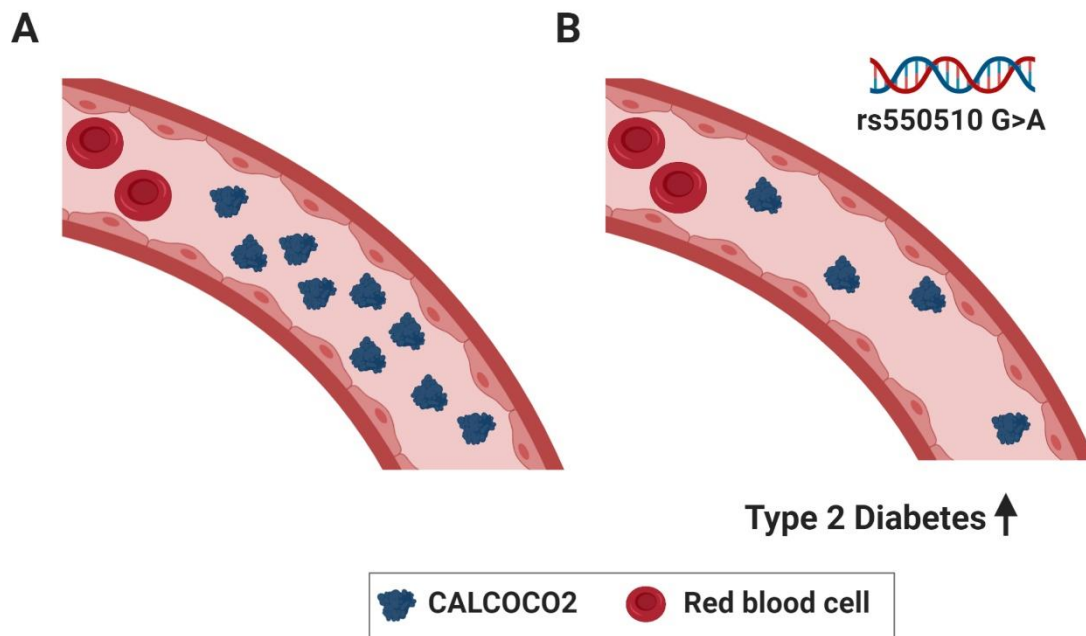 A
B
rs550510 G>A
Type 2 Diabetes
CALCOCO2
Red blood cell